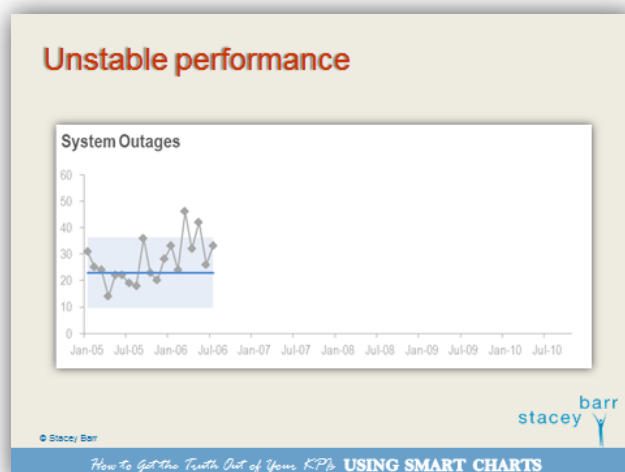 Unstable performance
System Outages
60
50
40
30
20
10
0
Jan-05 Jul-05 Jan-06 Jul-06 Jan-07 Jul-07 Jan-08 Jul-08 Jan-09 Jul-09 Jan-10 Jul-10
stacey barr
© Stacey Barr
How to Get the Truth Out of Your KPIs USING SMART CHARTS